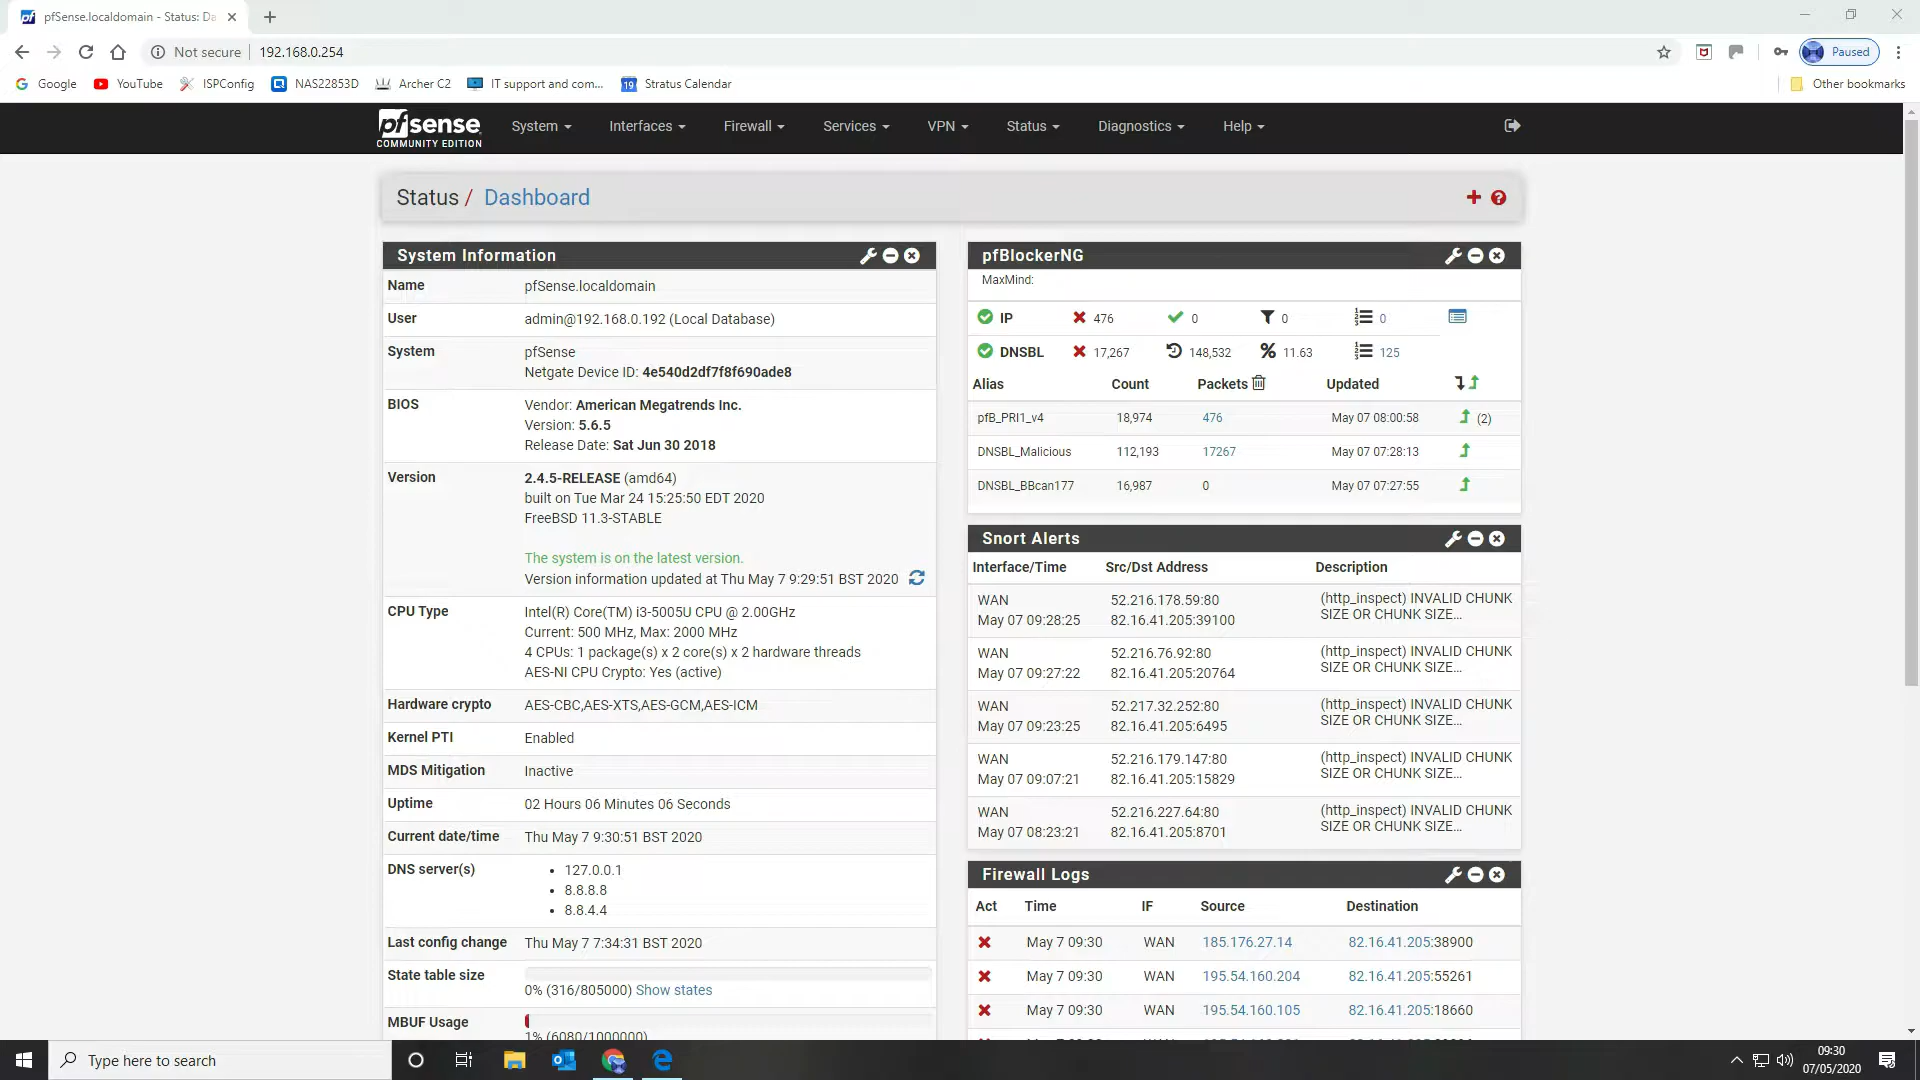 pfSense.localdomain - Status: Da
Not secure
192.168.0.254
Paused
Google
YouTube
ISPConfig
NAS22853D
Archer C2
IT support and com...
19
Stratus Calendar
Other bookmarks
pfsense
COMMUNITY EDITION
System
Interfaces
Firewall
Services
VPN
Status
Diagnostics
Help
Status / Dashboard
System Information
Name
pfSense.localdomain
User
admin@192.168.0.192 (Local Database)
System
pfSense
Netgate Device ID: 4e540d2df7f8f690ade8
BIOS
Vendor: American Megatrends Inc.
Version: 5.6.5
Release Date: Sat Jun 30 2018
Version
2.4.5-RELEASE (amd64)
built on Tue Mar 24 15:25:50 EDT 2020
FreeBSD 11.3-STABLE
The system is on the latest version.
Version information updated at Thu May 7 9:29:51 BST 2020
CPU Type
Intel(R) Core(TM) i3-5005U CPU @ 2.00GHz
Current: 500 MHz, Max: 2000 MHz
4 CPUs: 1 package(s) x 2 core(s) x 2 hardware threads
AES-NI CPU Crypto: Yes (active)
Hardware crypto
AES-CBC,AES-XTS,AES-GCM,AES-ICM
Kernel PTI
Enabled
MDS Mitigation
Inactive
Uptime
02 Hours 06 Minutes 06 Seconds
Current date/time
Thu May 7 9:30:51 BST 2020
DNS server(s)
127.0.0.1
8.8.8.8
8.8.4.4
Last config change
Thu May 7 7:34:31 BST 2020
State table size
0% (316/805000) Show states
MBUF Usage
1% (6080/1000000)
pfBlockerNG
MaxMind:
IP 476 0 0 0
DNSBL 17,267 148,532 % 11.63 125
Alias Count Packets Updated
pfB_PRI1_v4 18,974 476 May 07 08:00:58 (2)
DNSBL_Malicious 112,193 17267 May 07 07:28:13
DNSBL_BBcan177 16,987 0 May 07 07:27:55
Snort Alerts
Interface/Time Src/Dst Address Description
WAN 52.216.178.59:80 (http_inspect) INVALID CHUNK
May 07 09:28:25 82.16.41.205:39100 SIZE OR CHUNK SIZE...
WAN 52.216.76.92:80 (http_inspect) INVALID CHUNK
May 07 09:27:22 82.16.41.205:20764 SIZE OR CHUNK SIZE...
WAN 52.217.32.252:80 (http_inspect) INVALID CHUNK
May 07 09:23:25 82.16.41.205:6495 SIZE OR CHUNK SIZE...
WAN 52.216.179.147:80 (http_inspect) INVALID CHUNK
May 07 09:07:21 82.16.41.205:15829 SIZE OR CHUNK SIZE...
WAN 52.216.227.64:80 (http_inspect) INVALID CHUNK
May 07 08:23:21 82.16.41.205:8701 SIZE OR CHUNK SIZE...
Firewall Logs
Act Time IF Source Destination
May 7 09:30 WAN 185.176.27.14 82.16.41.205:38900
May 7 09:30 WAN 195.54.160.204 82.16.41.205:55261
May 7 09:30 WAN 195.54.160.105 82.16.41.205:18660
Type here to search
09:30
07/05/2020